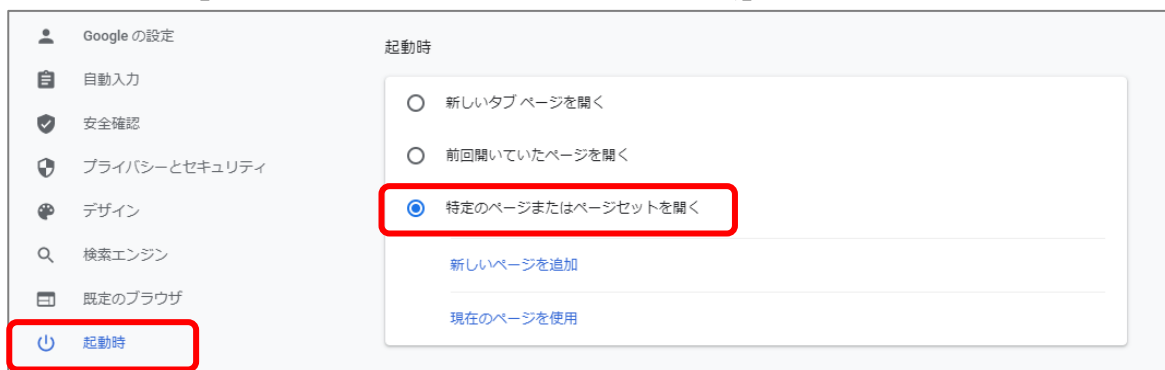 Google の設定
自動入力
安全確認
プライバシーとセキュリティ
デザイン
検索エンジン
既定のブラウザ
起動時
起動時
新しいタブ ページを開く
前回開いていたページを開く
特定のページまたはページセットを開く
新しいページを追加
現在のページを使用